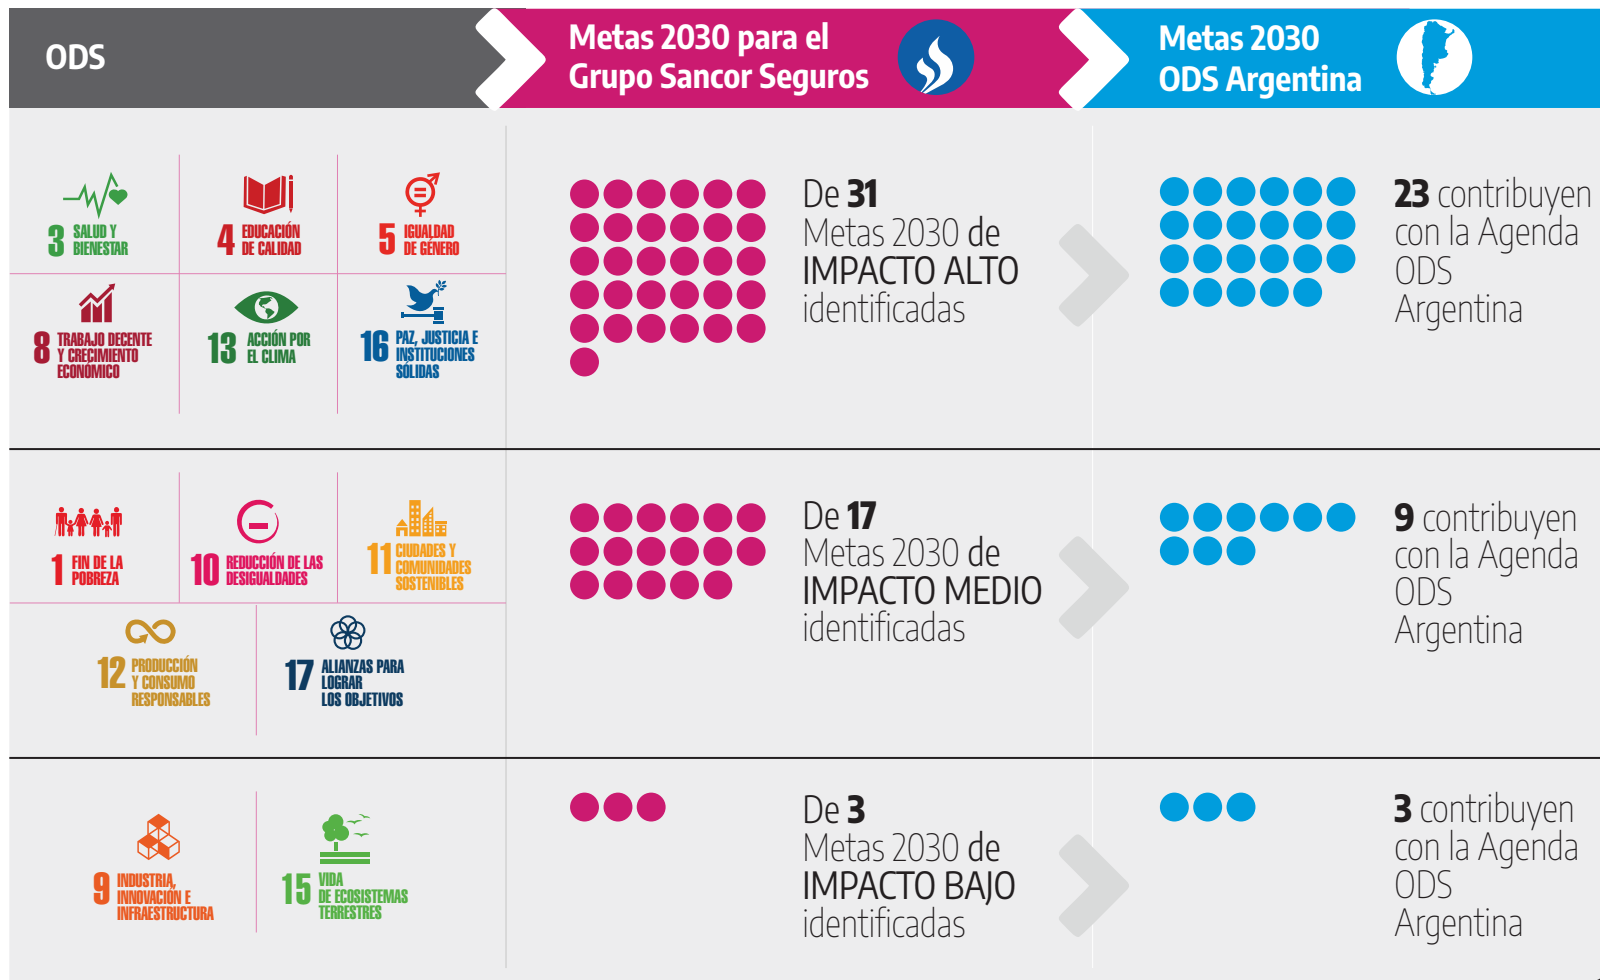 ODS
Metas 2030 para el
Grupo Sancor Seguros
Metas 2030
ODS Argentina
3 SALUD Y
BIENESTAR
4 EDUCACIÓN
DE CALIDAD
5 IGUALDAD
DE GÉNERO
8 TRABAJO DECENTE
Y CRECIMIENTO
ECONÓMICO
13 ACCIÓN POR
EL CLIMA
16 PAZ, JUSTICIA E
INSTITUCIONES
SÓLIDAS
De 31
Metas 2030 de
IMPACTO ALTO
identificadas
23 contribuyen
con la Agenda
ODS
Argentina
1 FIN DE LA
POBREZA
10 REDUCCIÓN DE LAS
DESIGUALDADES
11 CIUDADES Y
COMUNIDADES
SOSTENIBLES
12 PRODUCCIÓN
Y CONSUMO
RESPONSABLES
17 ALIANZAS PARA
LOGRAR
LOS OBJETIVOS
De 17
Metas 2030 de
IMPACTO MEDIO
identificadas
9 contribuyen
con la Agenda
ODS
Argentina
9 INDUSTRIA,
INNOVACIÓN E
INFRAESTRUCTURA
15 VIDA
DE ECOSISTEMAS
TERRESTRES
De 3
Metas 2030 de
IMPACTO BAJO
identificadas
3 contribuyen
con la Agenda
ODS
Argentina